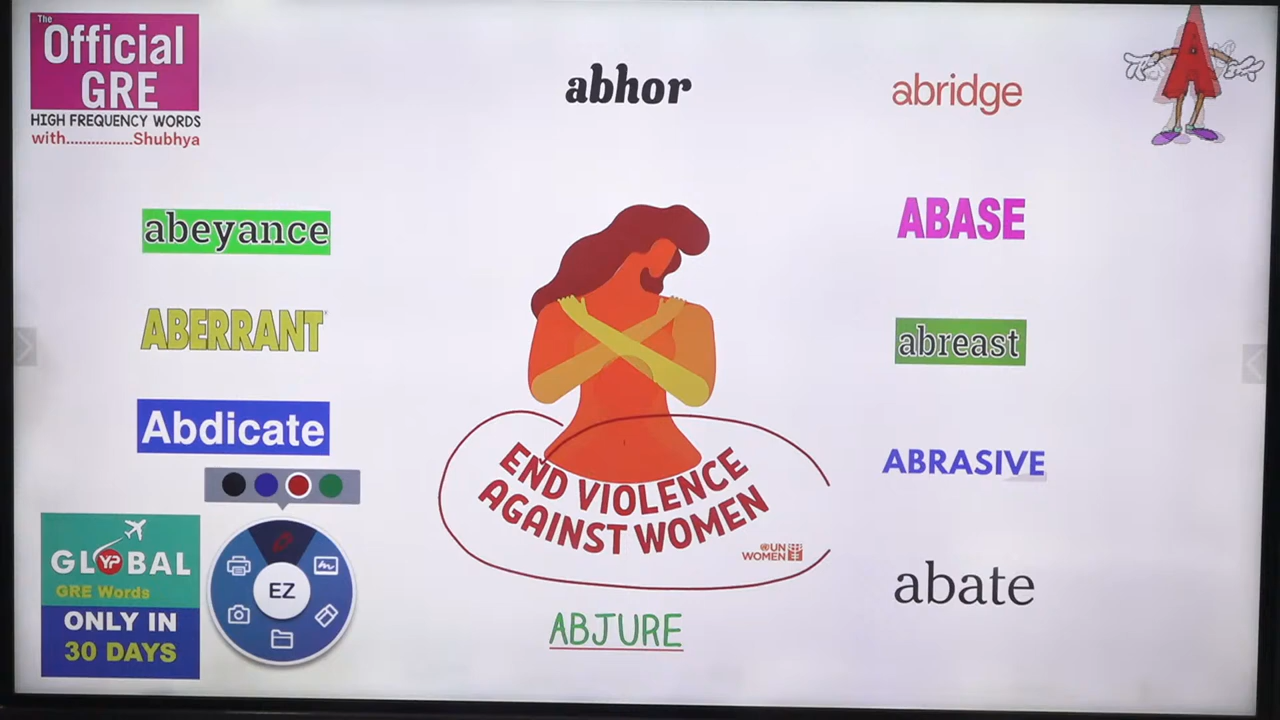 The
Official
GRE
HIGH FREQUENCY WORDS
with................Shubhya
abhor
abridge
A
abeyance
ABASE
ABERRANT
abreast
Abdicate
ABRASIVE
END VIOLENCE
AGAINST WOMEN
UN
WOMEN
abate
ABJURE
GLOBAL
YP
GRE Words
ONLY IN
30 DAYS
EZ